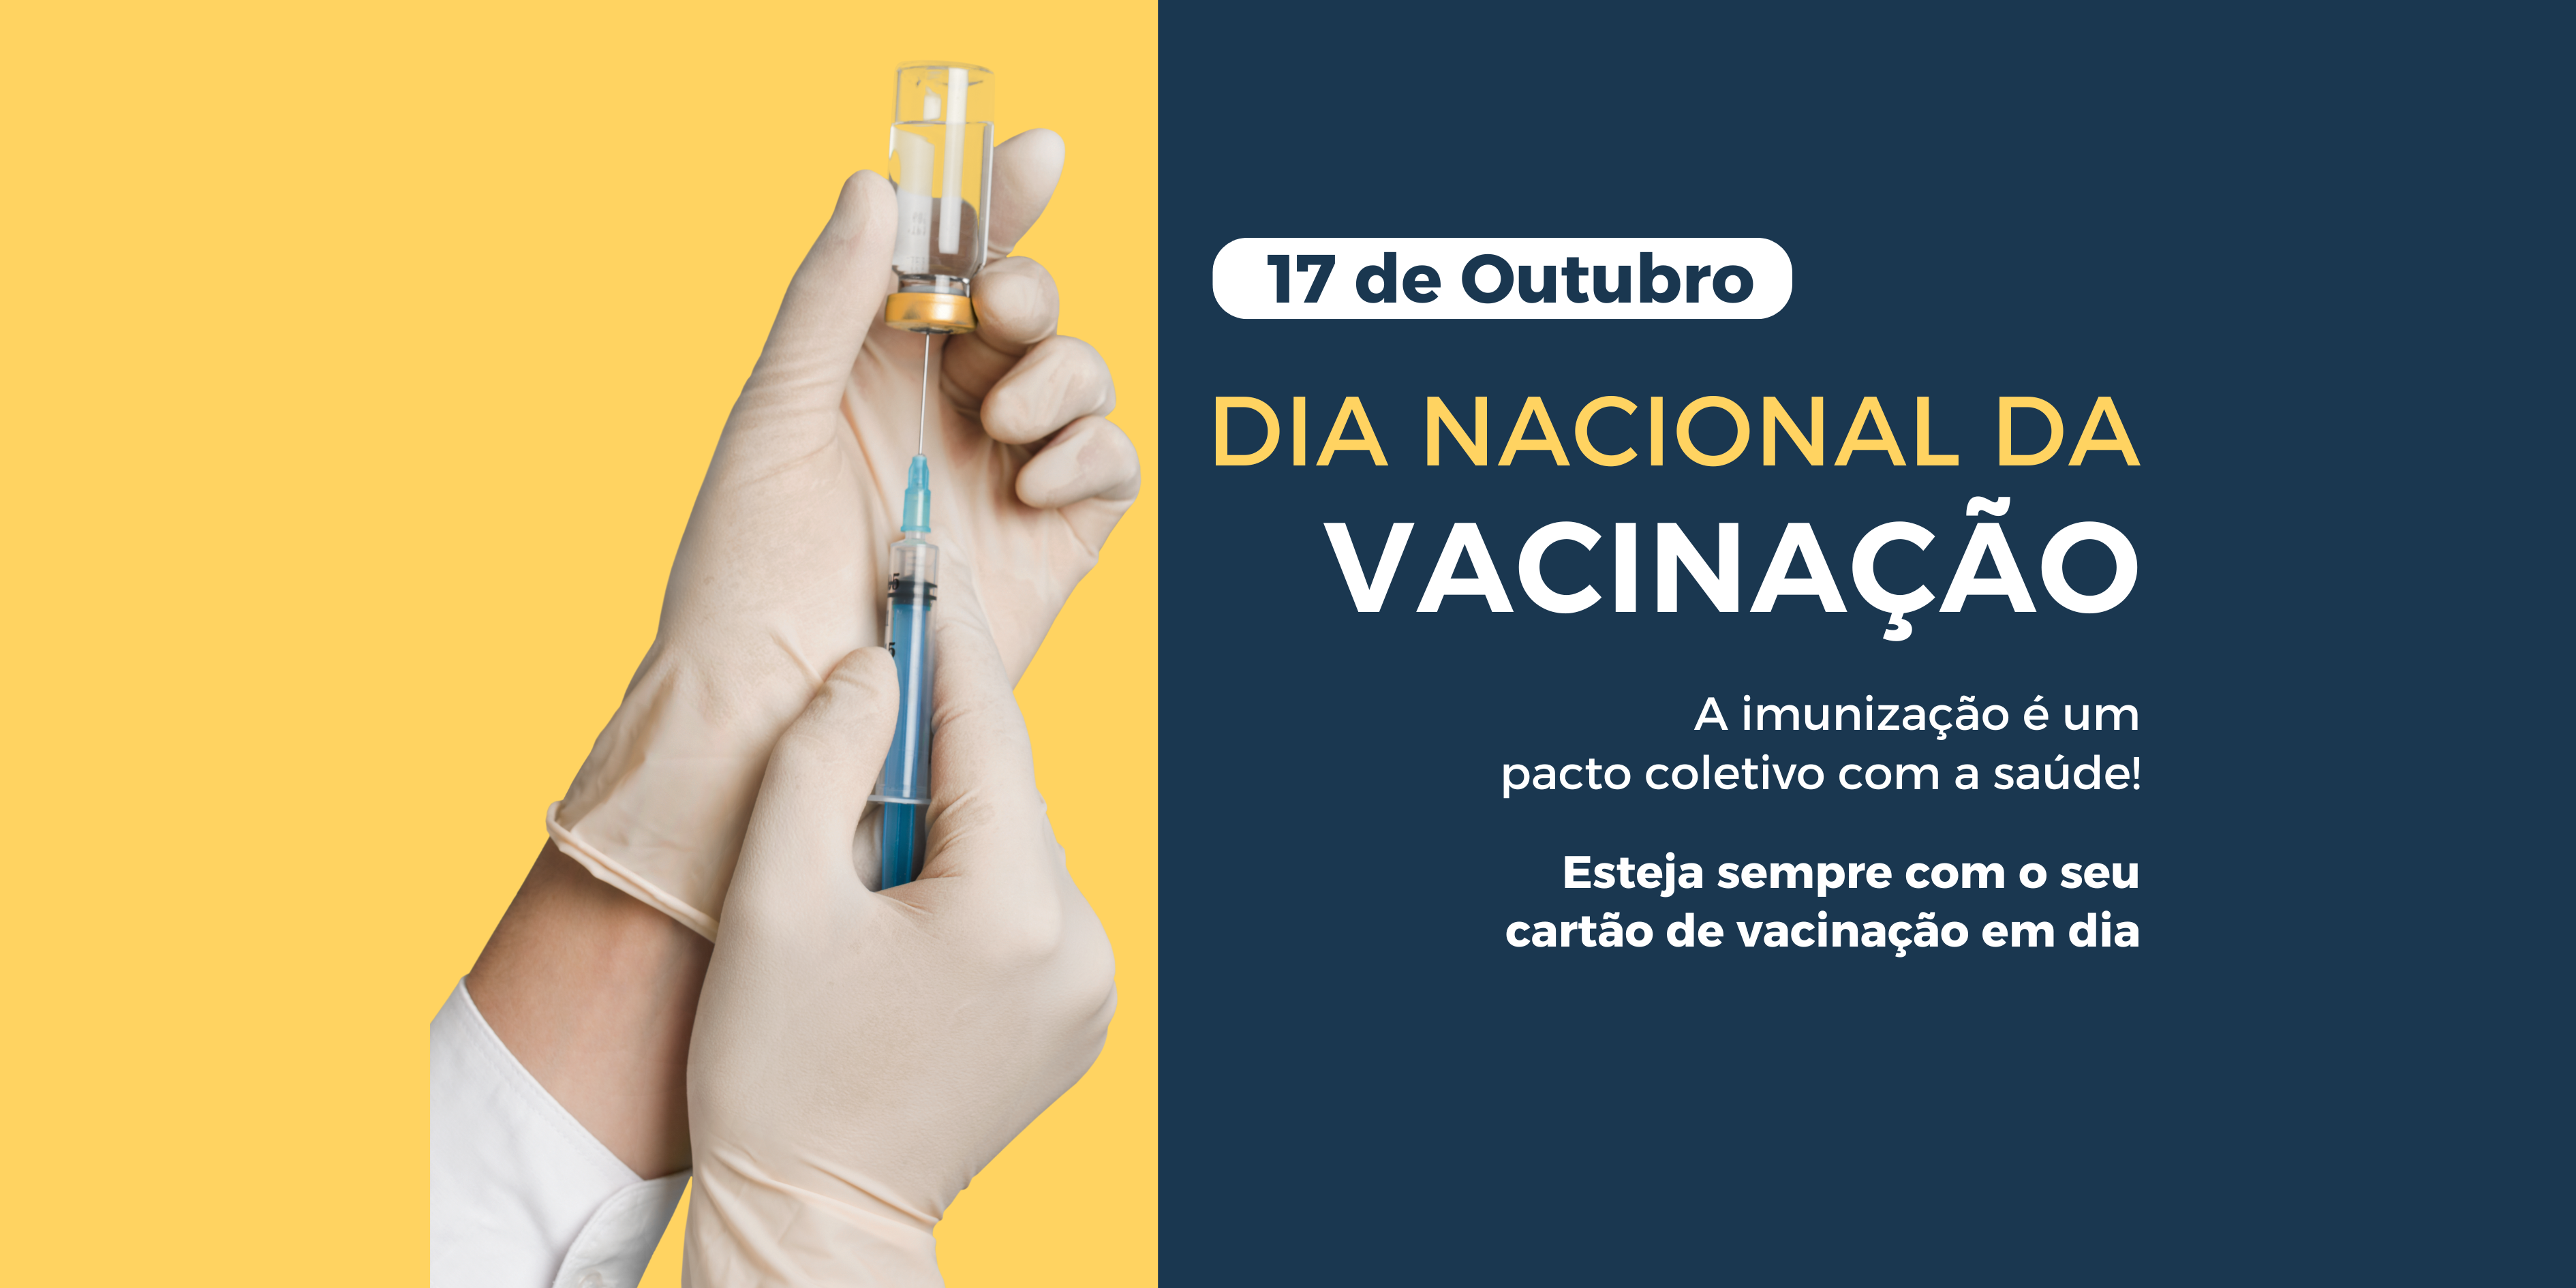 17 de Outubro
DIA NACIONAL DA
VACINAÇÃO
A imunização é um
pacto coletivo com a saúde!
Esteja sempre com o seu
cartão de vacinação em dia